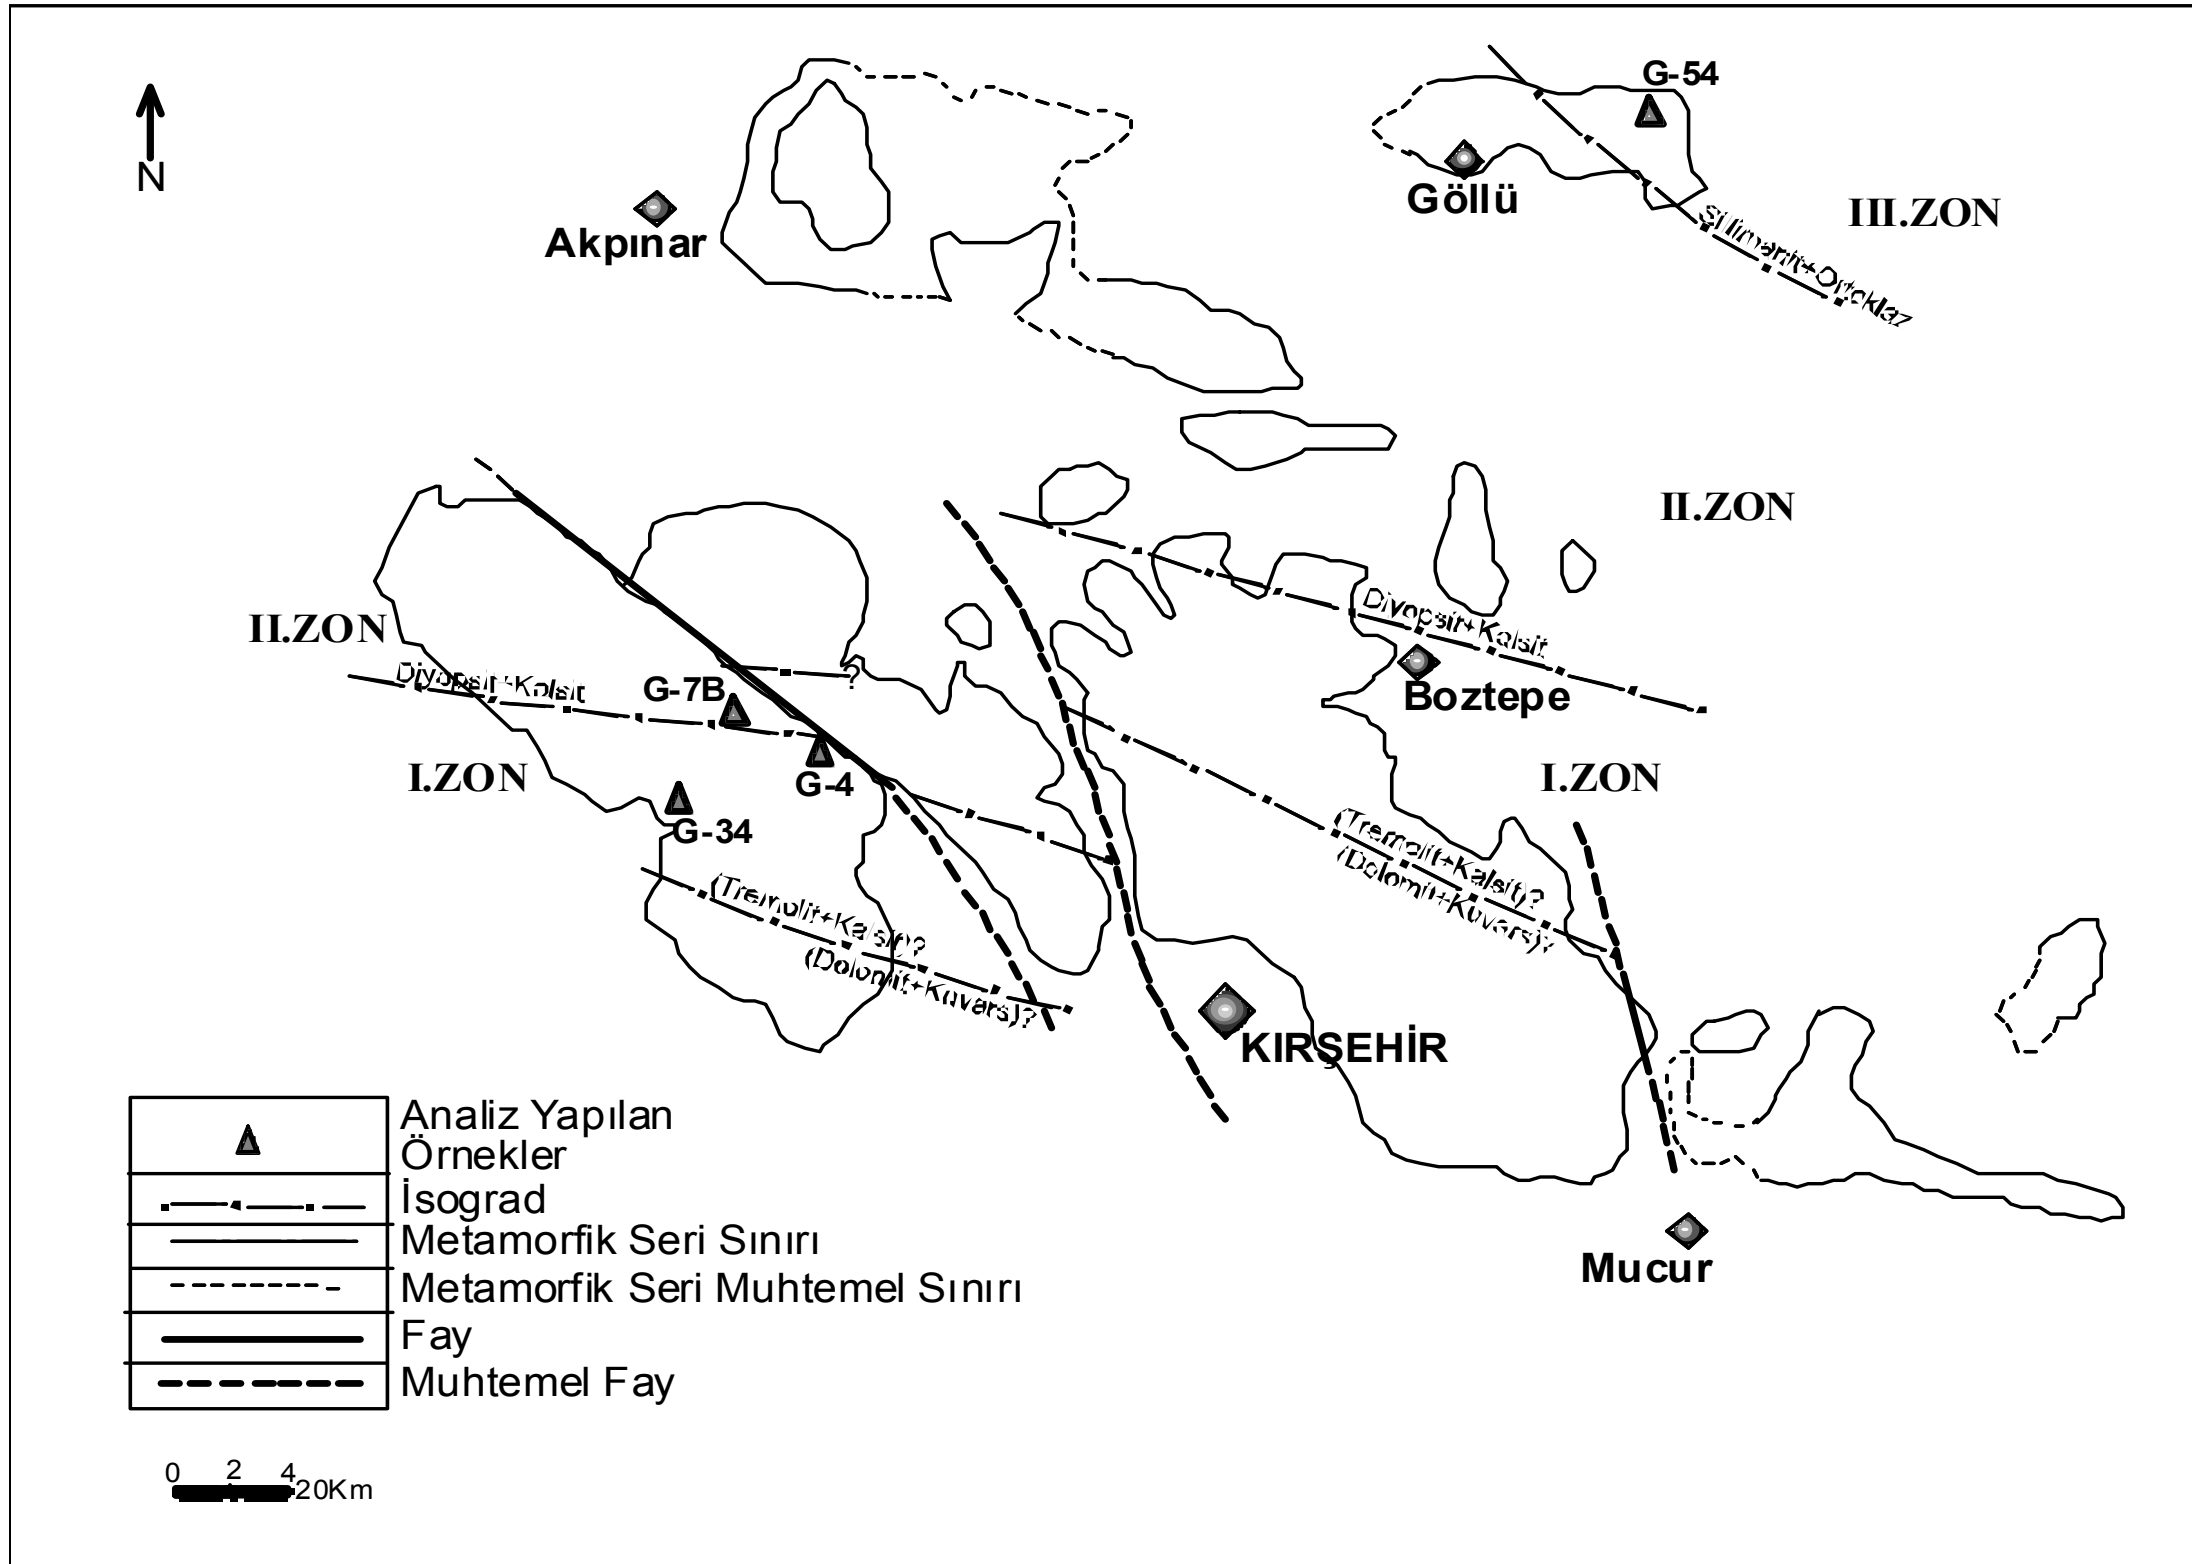 G-54
N
Göllü
III.ZON
Akpınar
Sillimanit+Ortoklaz
II.ZON
Divopsit+Kalsit
II.ZON
Diyopsit+Kalsit
?
G-7B
Boztepe
I.ZON
G-4
I.ZON
G-34
(Tremolit+Kalsit)?
(Dolomit+Kuvars)?
(Tremolit+Kalsit)?
(Dolomit+Kuvars)?
KIRŞEHİR
Mucur
Analiz Yapılan
Örnekler
İsograd
Metamorfik Seri Sınırı
Metamorfik Seri Muhtemel Sınırı
Fay
Muhtemel Fay
0 2 4
20Km